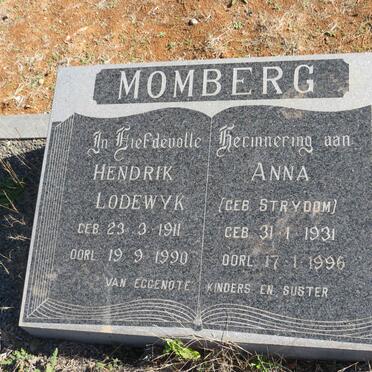 MOMBERG
In Liefdevolle Herinnering aan
HENDRIK
LODEWYK
GEB. 23·3·1911
OORL. 19·9·1990
ANNA
(GEB. STRYDOM)
GEB. 31·1·1931
OORL. 17·1·1996
VAN EGGENOTE KINDERS EN SUSTER